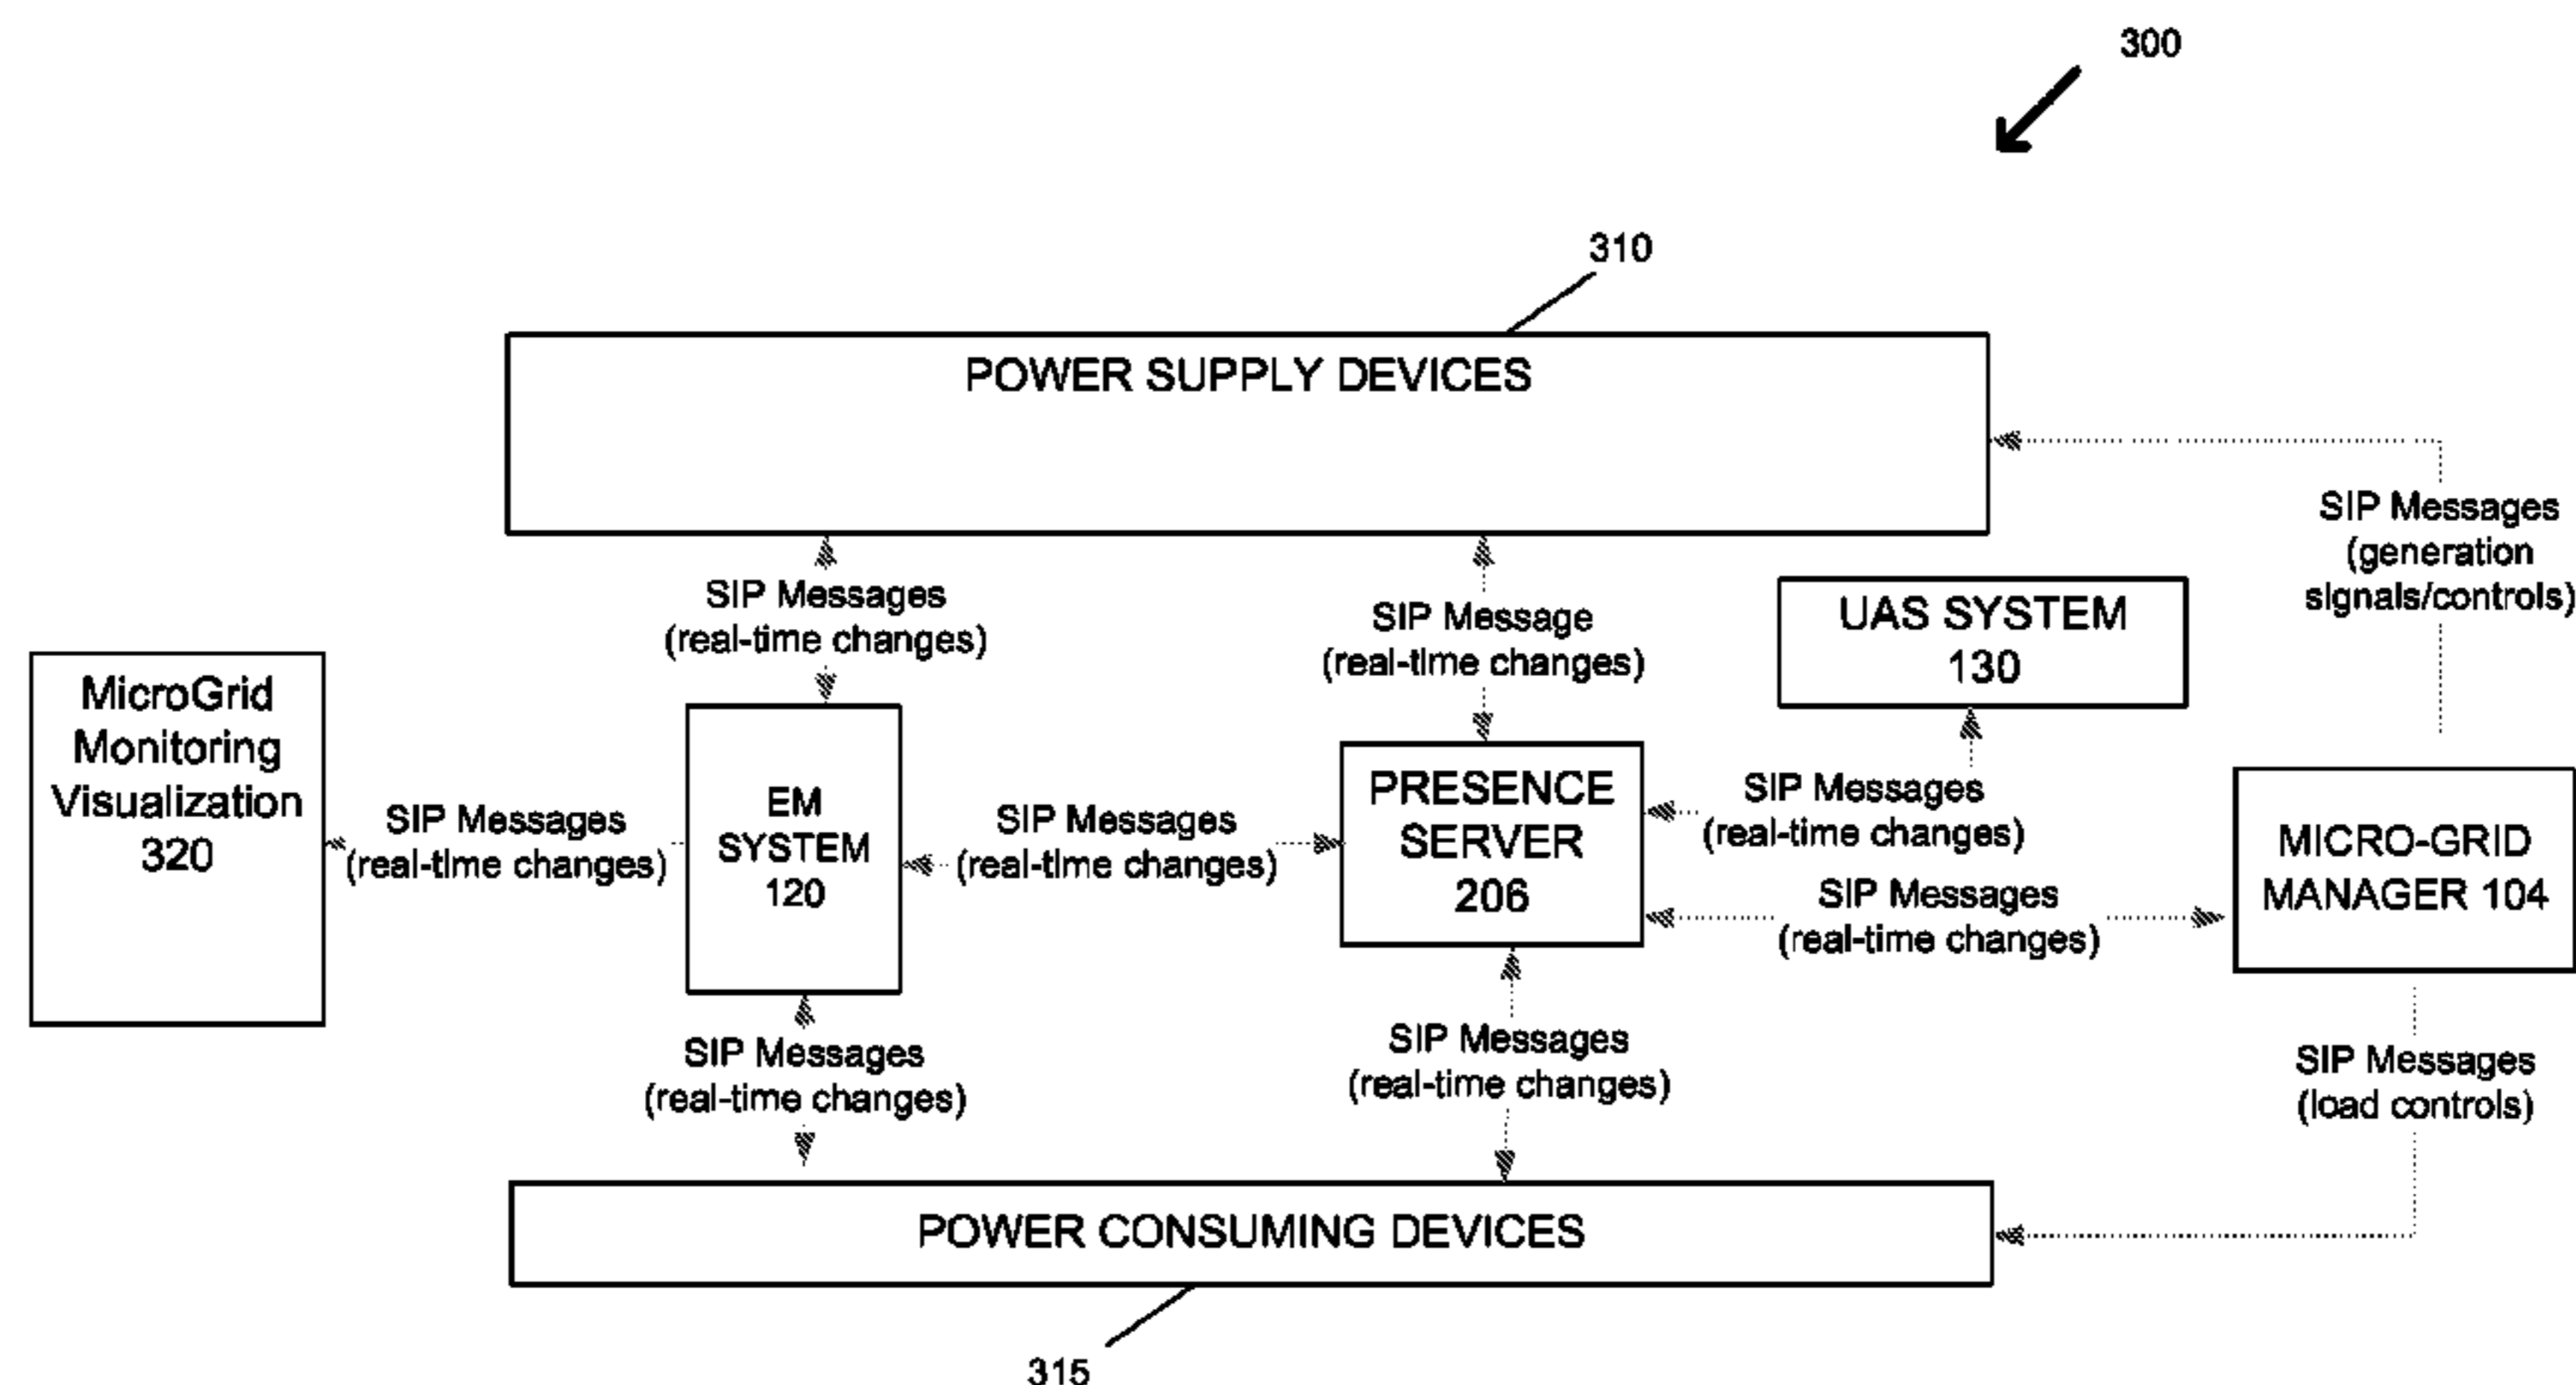 300
310
POWER SUPPLY DEVICES
SIP Messages
(generation
signals/controls)
SIP Messages
(real-time changes)
SIP Message
(real-time changes)
UAS SYSTEM
130
MicroGrid
Monitoring
Visualization
320
SIP Messages
(real-time changes)
EM
SYSTEM
120
SIP Messages
(real-time changes)
PRESENCE
SERVER
206
SIP Messages
(real-time changes)
SIP Messages
(real-time changes)
MICRO-GRID
MANAGER 104
SIP Messages
(real-time changes)
SIP Messages
(real-time changes)
SIP Messages
(load controls)
POWER CONSUMING DEVICES
315